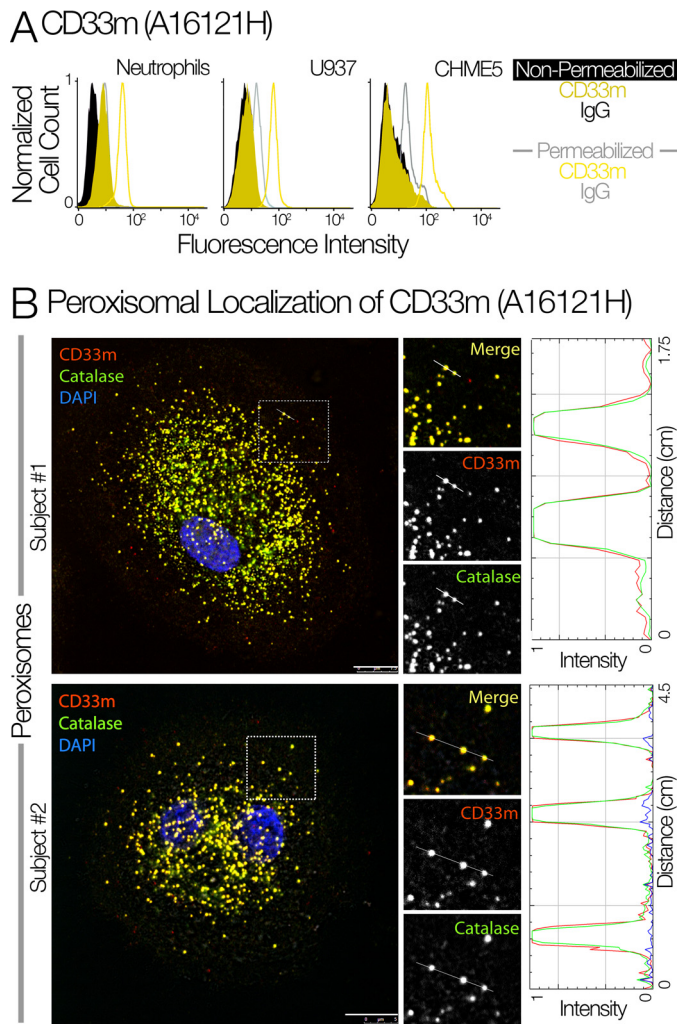 A CD33m (A16121H)
Neutrophils
U937
CHME5
Normalized
Cell Count
1
0
0 10² 10⁴
0 10² 10⁴
0 10² 10⁴
Fluorescence Intensity
Non-Permeabilized
CD33m
IgG
Permeabilized
CD33m
IgG
B Peroxisomal Localization of CD33m (A16121H)
Peroxisomes
Subject #1
CD33m
Catalase
DAPI
Merge
CD33m
Catalase
1.75
Distance (cm)
0
1 Intensity 0
Subject #2
CD33m
Catalase
DAPI
0 µm 5
Merge
CD33m
Catalase
4.5
Distance (cm)
0
1 Intensity 0